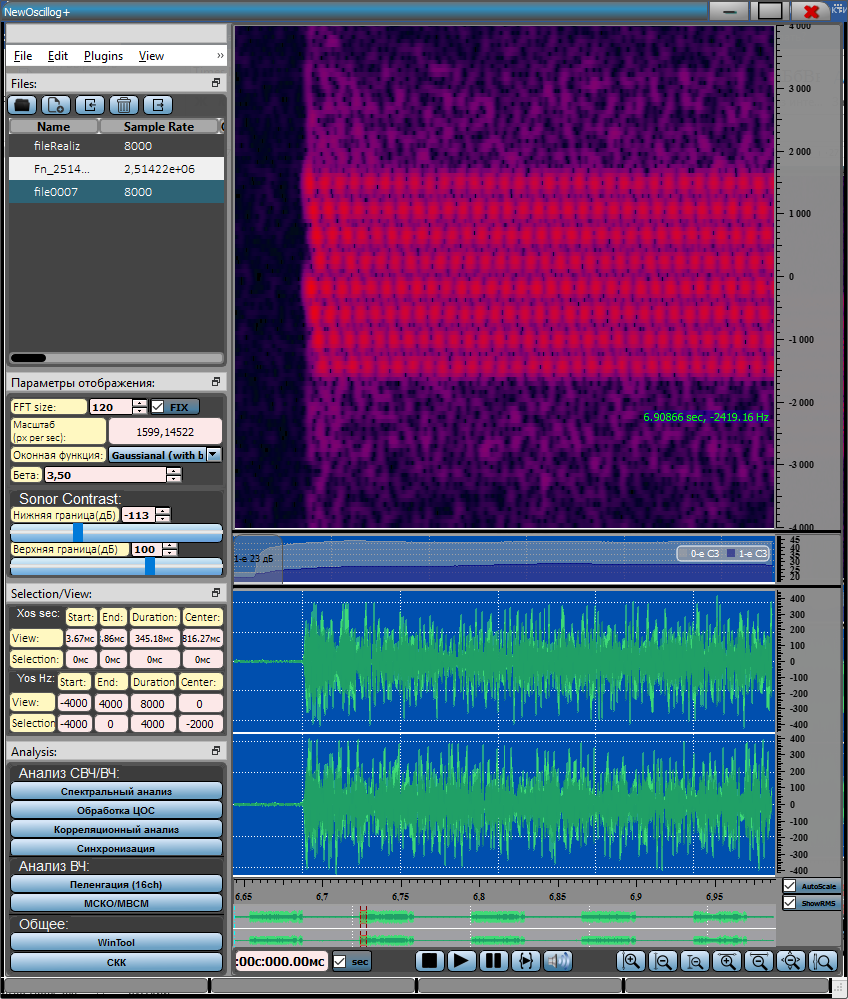 NewOscillog+
File Edit Plugins View »
Files:
Name Sample Rate
fileRealiz 8000
Fn_2514... 2,51422e+06
file0007 8000
Параметры отображения:
FFT size: 120 FIX
Масштаб
(px per sec): 1599,14522
Оконная функция: Gaussianal (with b
Бета: 3,50
Sonor Contrast:
Нижняя граница(дБ) -113
Верхняя граница(дБ) 100
Selection/View:
Xos sec: Start: End: Duration: Center:
View: 3.67мс .86мс 345.18мс 816.27мс
Selection: 0мс 0мс 0мс 0мс
Yos Hz: Start: End: Duration Center:
View: -4000 4000 8000 0
Selection -4000 0 4000 -2000
Analysis:
Анализ СВЧ/ВЧ:
Спектральный анализ
Обработка ЦОС
Корреляционный анализ
Синхронизация
Анализ ВЧ:
Пеленгация (16ch)
МСКО/МВСМ
Общее:
WinTool
СКК
4 000
3 000
2 000
1 000
0
-1 000
-2 000
-3 000
-4 000
6.90866 sec, -2419.16 Hz
1-е 23 дБ
0-е СЗ 1-е СЗ
45
40
35
30
25
20
400
300
200
100
0
-100
-200
-300
-400
400
300
200
100
0
-100
-200
-300
-400
6,65 6,7 6,75 6,8 6,85 6,9 6,95
AutoScale
ShowRMS
:00с:000.00мс sec